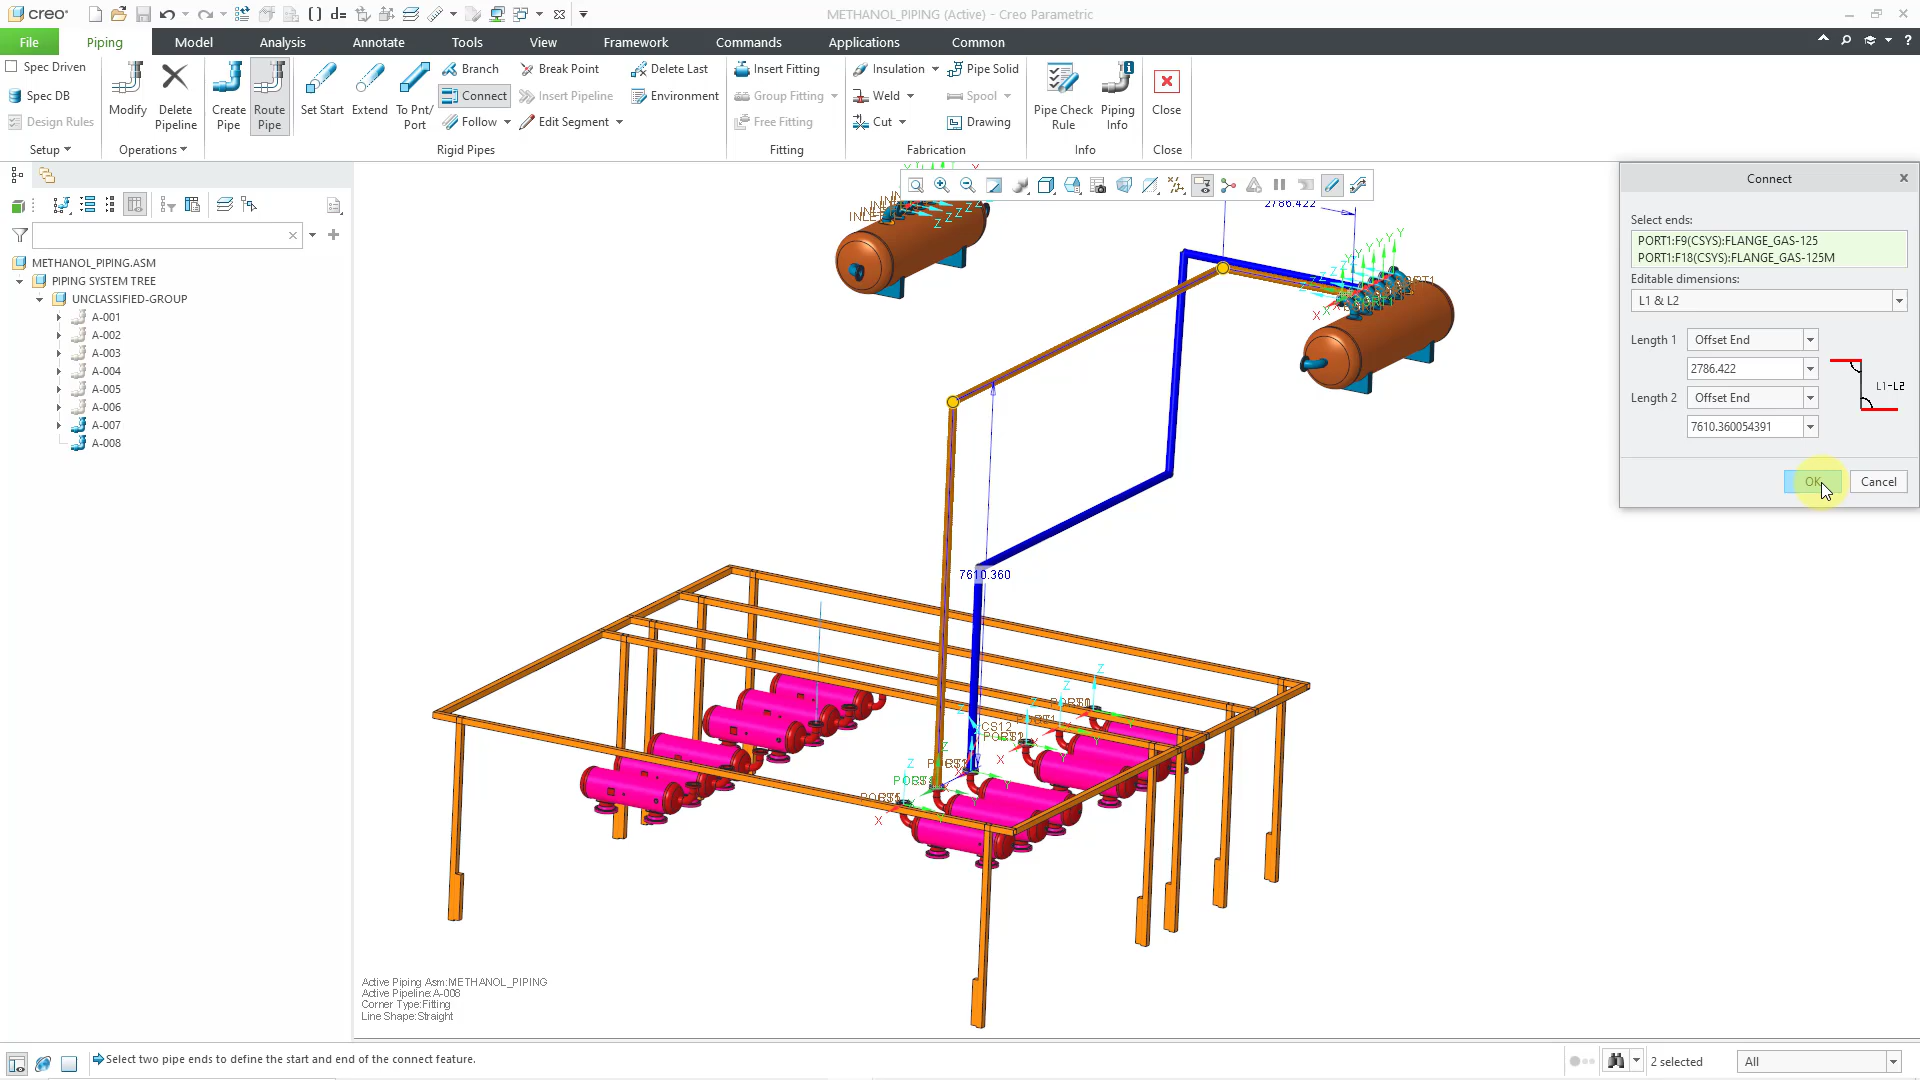 creo
METHANOL_PIPING (Active) - Creo Parametric
File
Piping
Model
Analysis
Annotate
Tools
View
Framework
Commands
Applications
Common
Spec Driven
Spec DB
Design Rules
Setup
Modify
Delete Pipeline
Operations
Create Pipe
Route Pipe
Set Start
Extend
To Pnt/ Port
Branch
Connect
Follow
Break Point
Insert Pipeline
Edit Segment
Delete Last
Environment
Rigid Pipes
Insert Fitting
Group Fitting
Free Fitting
Fitting
Insulation
Weld
Cut
Pipe Solid
Spool
Drawing
Fabrication
Pipe Check Rule
Piping Info
Info
Close
Close
METHANOL_PIPING.ASM
PIPING SYSTEM TREE
UNCLASSIFIED-GROUP
A-001
A-002
A-003
A-004
A-005
A-006
A-007
A-008
2786.422
7610.360
CS12
Active Piping Asm:METHANOL_PIPING
Active Pipeline:A-008
Corner Type:Fitting
Line Shape:Straight
Connect
Select ends:
PORT1:F9(CSYS):FLANGE_GAS-125
PORT1:F18(CSYS):FLANGE_GAS-125M
Editable dimensions:
L1 & L2
Length 1
Offset End
2786.422
Length 2
Offset End
7610.360054391
L1-L2
OK
Cancel
Select two pipe ends to define the start and end of the connect feature.
2 selected
All